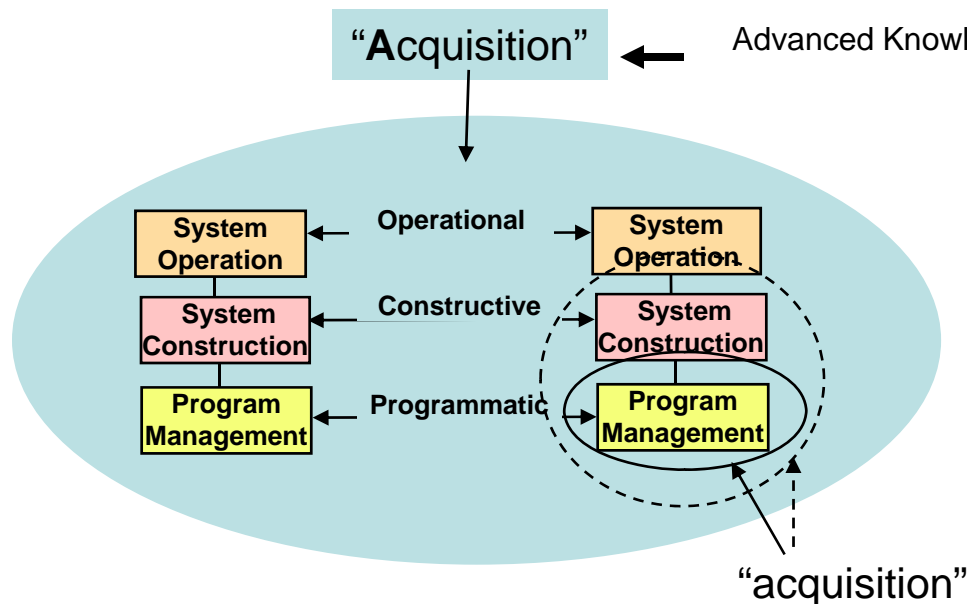 “Acquisition”
Advanced Knowl
System
Operation
Operational
System
Operation
System
Construction
Constructive
System
Construction
Program
Management
Programmatic
Program
Management
“acquisition”